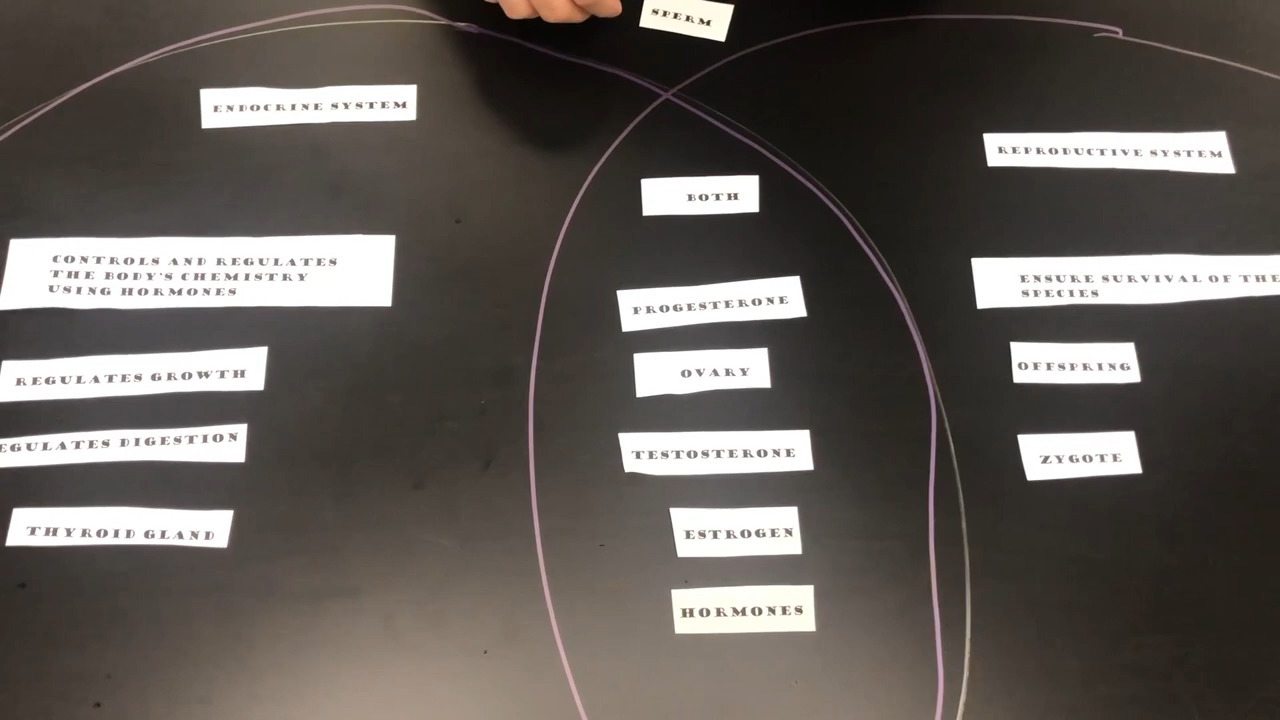 SPERM
ENDOCRINE SYSTEM
CONTROLS AND REGULATES
THE BODY'S CHEMISTRY
USING HORMONES
REGULATES GROWTH
EGULATES DIGESTION
THYROID GLAND
BOTH
PROGESTERONE
OVARY
TESTOSTERONE
ESTROGEN
HORMONES
REPRODUCTIVE SYSTEM
ENSURE SURVIVAL OF THE
SPECIES
OFFSPRING
ZYGOTE